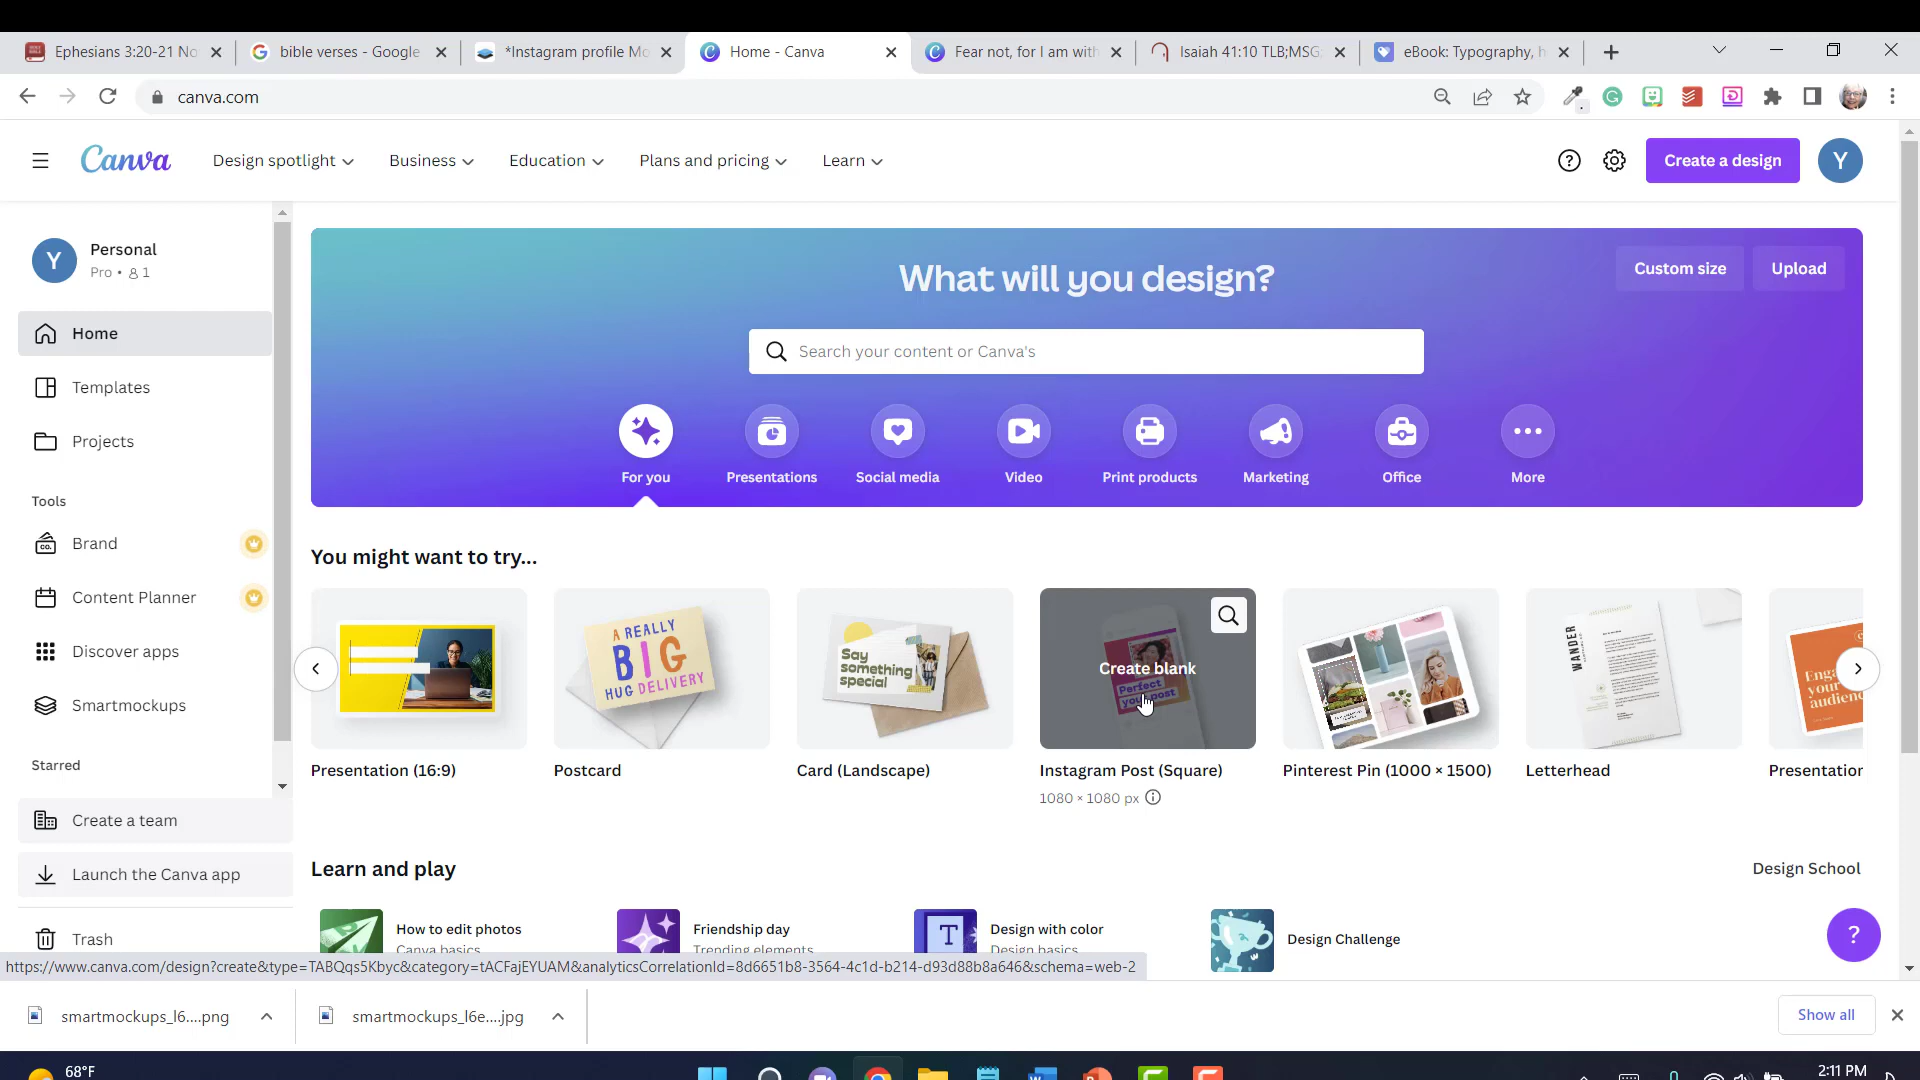 Ephesians 3:20-21 No
bible verses - Google
*Instagram profile Mo
Home - Canva
Fear not, for I am with
Isaiah 41:10 TLB;MSG;
eBook: Typography, h
canva.com
Canva
Design spotlight
Business
Education
Plans and pricing
Learn
Create a design
Y
Y
Personal
Pro • 1
Home
Templates
Projects
Tools
Brand
Content Planner
Discover apps
Smartmockups
Starred
Create a team
Launch the Canva app
Trash
What will you design?
Custom size
Upload
Search your content or Canva's
For you
Presentations
Social media
Video
Print products
Marketing
Office
More
You might want to try...
A REALLY
BIG
HUG DELIVERY
Say
something
special
Create blank
Perfect
your post
WANDER
Enga
your
audienc
Presentation (16:9)
Postcard
Card (Landscape)
Instagram Post (Square)
1080 × 1080 px
Pinterest Pin (1000 × 1500)
Letterhead
Presentation
Learn and play
Design School
How to edit photos
Canva basics
Friendship day
Trending elements
T
Design with color
Design basics
Design Challenge
?
https://www.canva.com/design?create&type=TABQqs5Kbyc&category=tACFajEYUAM&analyticsCorrelationId=8d6651b8-3564-4c1d-b214-d93d88b8a646&schema=web-2
smartmockups_l6....png
smartmockups_l6e....jpg
Show all
68°F
2:11 PM